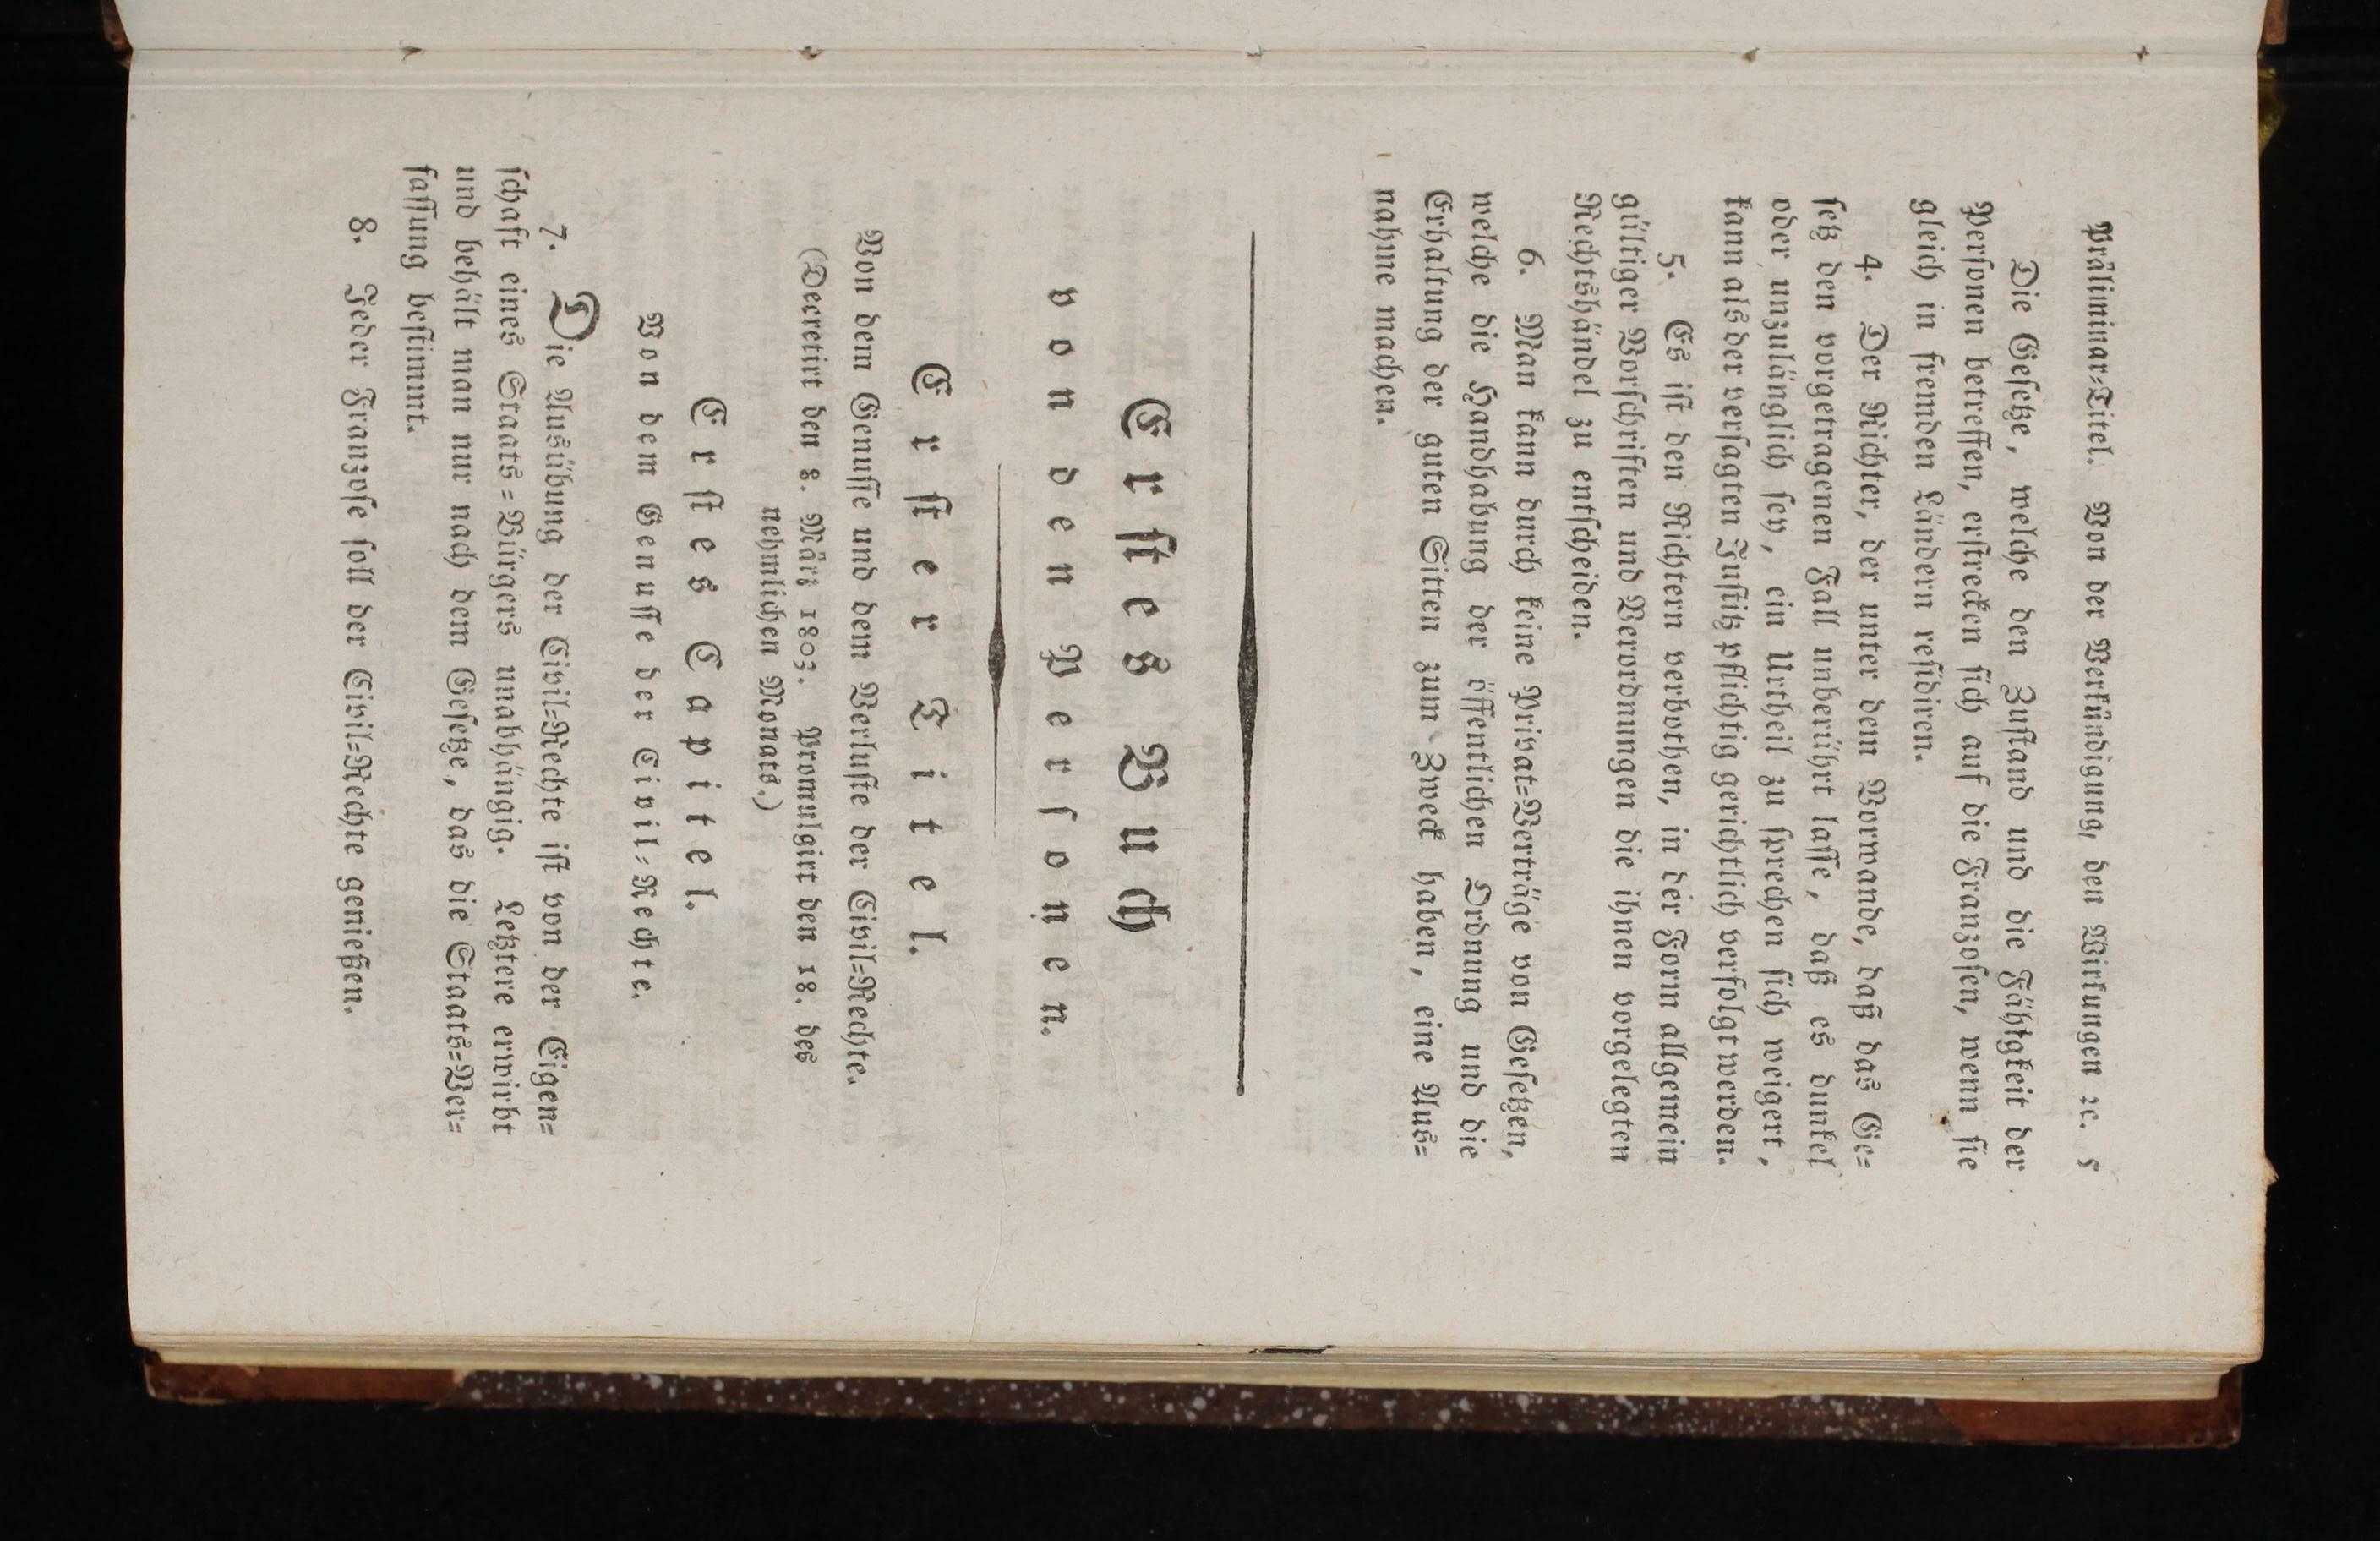 Präliminar=Titel. Von der Verkündigung, den Wirkungen ꝛc. 5
Die Gesetze, welche den Zustand und die Fähigkeit der
Personen betreffen, erstrecken sich auf die Franzosen, wenn sie
gleich in fremden Ländern residiren.
4. Der Richter, der unter dem Vorwande, daß das Ge=
setz den vorgetragenen Fall unberührt lasse, daß es dunkel
oder unzulänglich sey, ein Urtheil zu sprechen sich weigert,
kann als der versagten Justitz pflichtig gerichtlich verfolgt werden.
5. Es ist den Richtern verbothen, in der Form allgemein
gültiger Vorschriften und Verordnungen die ihnen vorgelegten
Rechtshändel zu entscheiden.
6. Man kann durch keine Privat=Verträge von Gesetzen,
welche die Handhabung der öffentlichen Ordnung und die
Erhaltung der guten Sitten zum Zweck haben, eine Aus=
nahme machen.
Erstes Buch
von den Personen.
Erster Titel.
Von dem Genusse und dem Verluste der Civil=Rechte.
(Decretirt den 8. März 1803. Promulgirt den 18. des
nehmlichen Monats.)
Erstes Capitel.
Von dem Genusse der Civil=Rechte.
7. Die Ausübung der Civil=Rechte ist von der Eigen=
schaft eines Staats=Bürgers unabhängig. Letztere erwirbt
und behält man nur nach dem Gesetze, das die Staats=Ver=
fassung bestimmt.
8. Jeder Franzose soll der Civil=Rechte genießen.